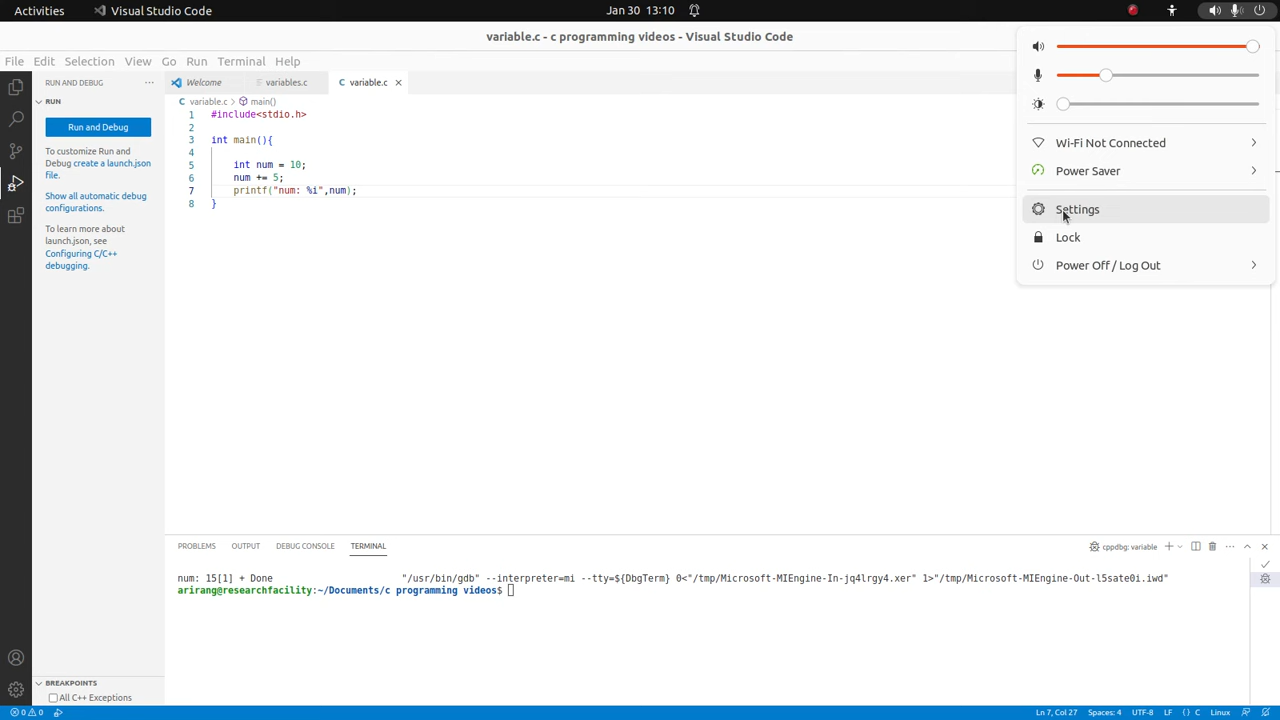 Activities Visual Studio Code Jan 30 13:10
variable.c - c programming videos - Visual Studio Code
File Edit Selection View Go Run Terminal Help
RUN AND DEBUG ···
RUN
Run and Debug
To customize Run and
Debug create a launch.json
file.
Show all automatic debug
configurations.
To learn more about
launch.json, see
Configuring C/C++
debugging.
BREAKPOINTS
All C++ Exceptions
Welcome variables.c variable.c
variable.c > main()
1 #include<stdio.h>
2
3 int main(){
4
5 int num = 10;
6 num += 5;
7 printf("num: %i",num);
8 }
Wi-Fi Not Connected
Power Saver
Settings
Lock
Power Off / Log Out
PROBLEMS OUTPUT DEBUG CONSOLE TERMINAL cppdbg: variable
num: 15[1] + Done "/usr/bin/gdb" --interpreter=mi --tty=${DbgTerm} 0<"/tmp/Microsoft-MIEngine-In-jq4lrgy4.xer" 1>"/tmp/Microsoft-MIEngine-Out-l5sate0i.iwd"
arirang@researchfacility:~/Documents/c programming videos$
0 0 Ln 7, Col 27 Spaces: 4 UTF-8 LF {} C Linux